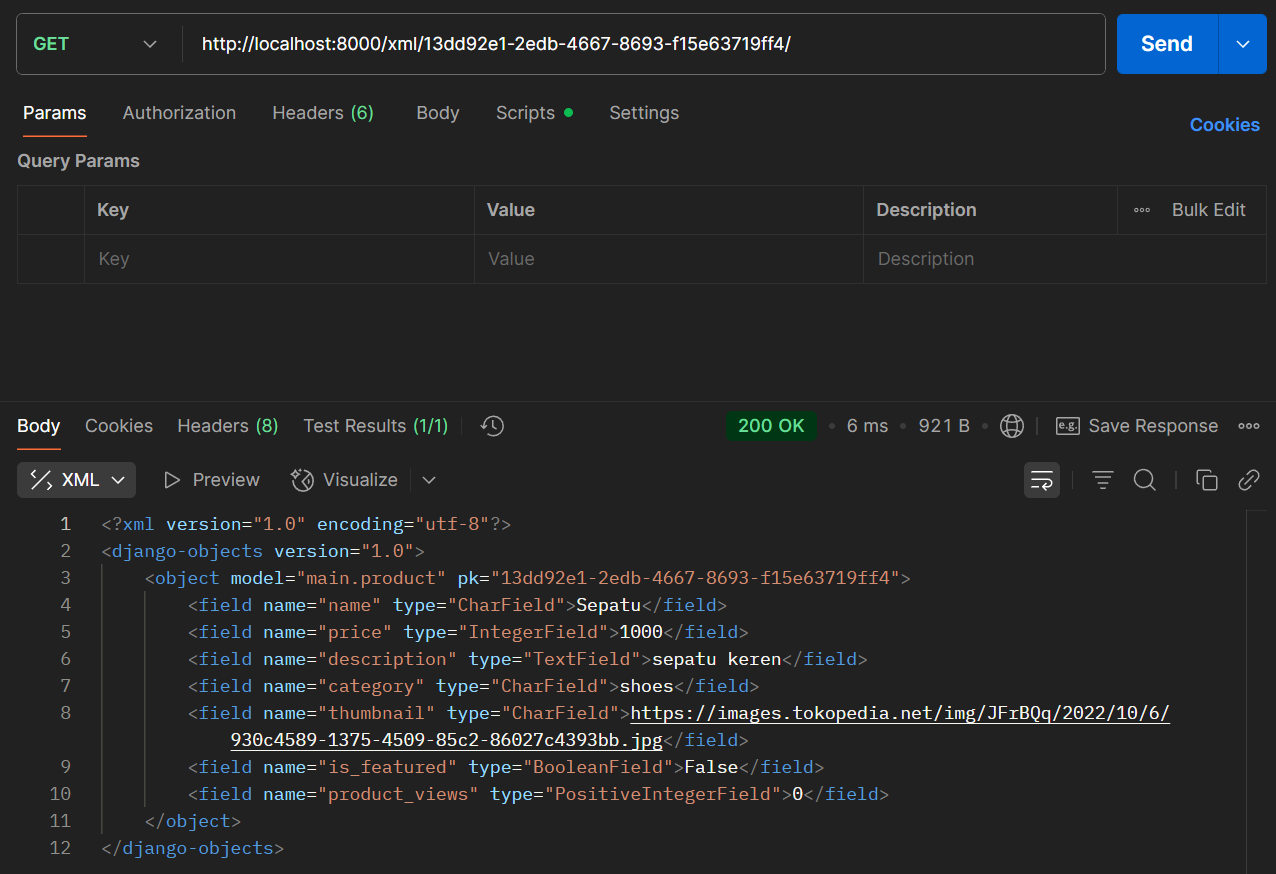 GET http://localhost:8000/xml/13dd92e1-2edb-4667-8693-f15e63719ff4/ Send
Params Authorization Headers (6) Body Scripts Settings Cookies
Query Params
Key Value Description Bulk Edit
Key Value Description
Body Cookies Headers (8) Test Results (1/1) 200 OK 6 ms 921 B e.g. Save Response
XML Preview Visualize
1 <?xml version="1.0" encoding="utf-8"?>
2 <django-objects version="1.0">
3 <object model="main.product" pk="13dd92e1-2edb-4667-8693-f15e63719ff4">
4 <field name="name" type="CharField">Sepatu</field>
5 <field name="price" type="IntegerField">1000</field>
6 <field name="description" type="TextField">sepatu keren</field>
7 <field name="category" type="CharField">shoes</field>
8 <field name="thumbnail" type="CharField">https://images.tokopedia.net/img/JFrBQq/2022/10/6/
930c4589-1375-4509-85c2-86027c4393bb.jpg</field>
9 <field name="is_featured" type="BooleanField">False</field>
10 <field name="product_views" type="PositiveIntegerField">0</field>
11 </object>
12 </django-objects>